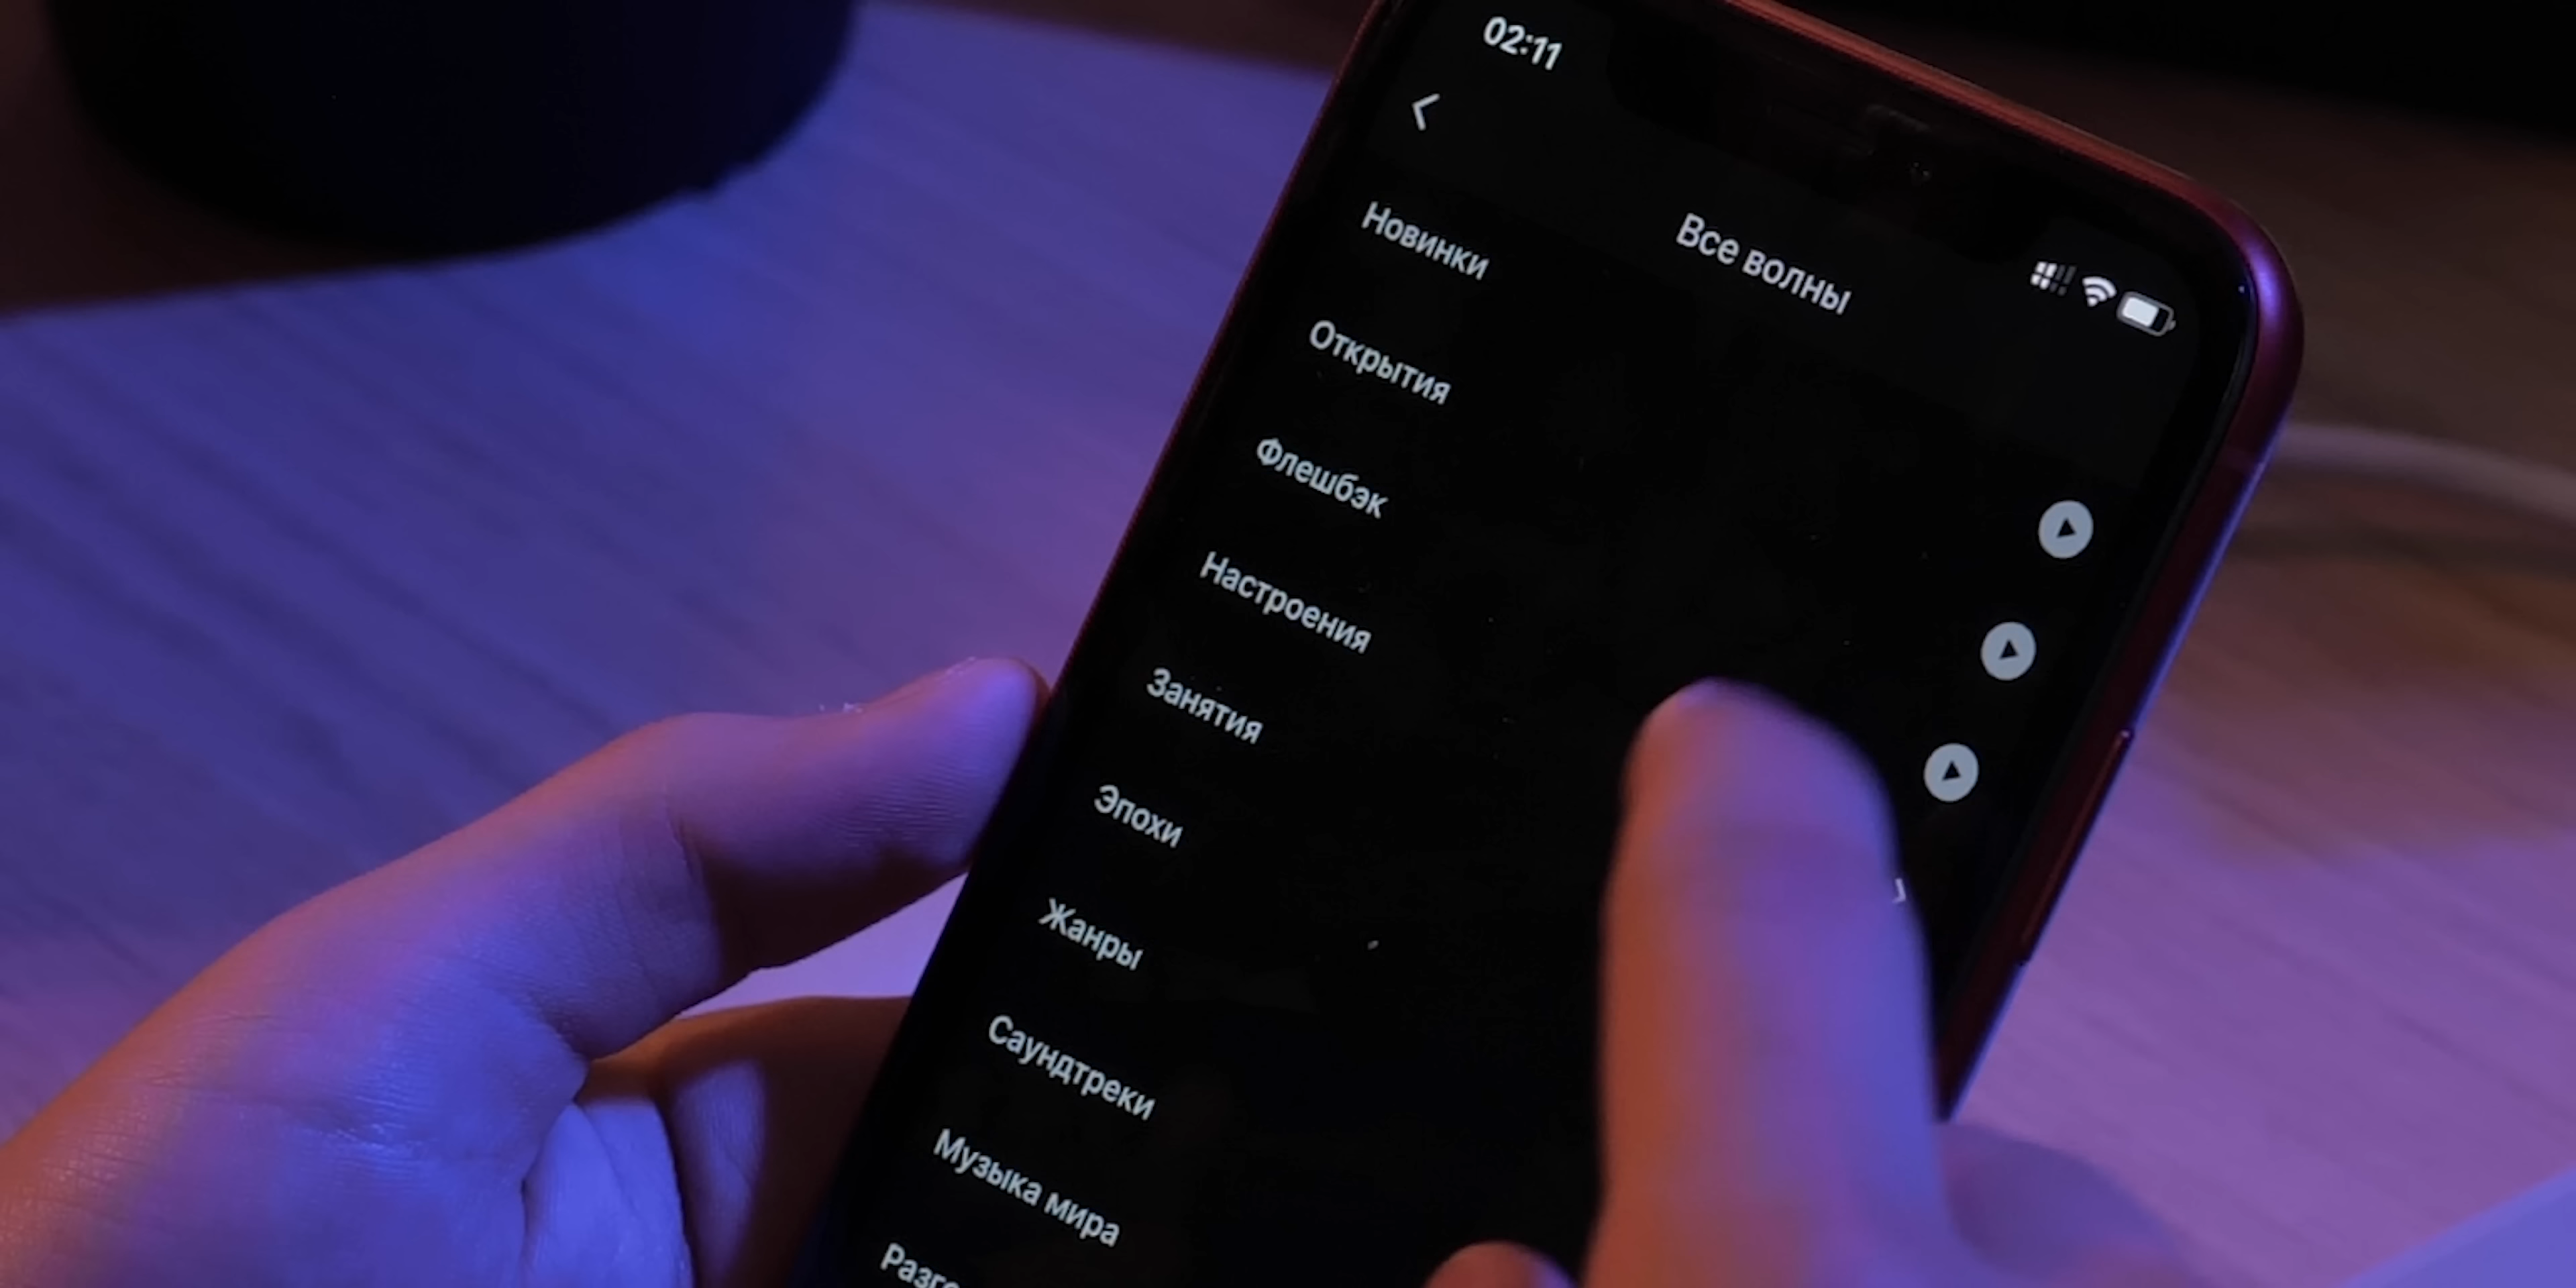 02:11
Все волны
Новинки
Открытия
Флешбэк
Настроения
Занятия
Эпохи
Жанры
Саундтреки
Музыка мира